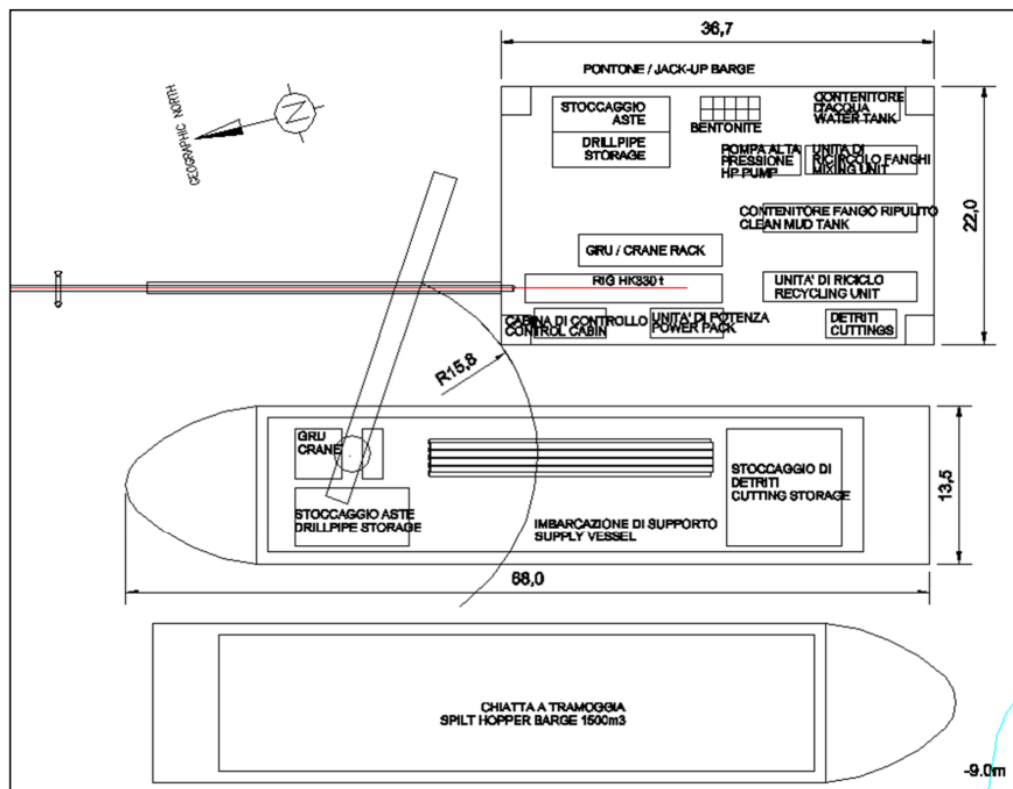 36,7
PONTONE / JACK-UP BARGE
GEOGRAPHIC NORTH
N
STOCCAGGIO
ASTE
DRILLPIPE
STORAGE
BENTONITE
CONTENITORE
D'ACQUA
WATER TANK
POMPA ALTA
PRESSIONE
HP PUMP
UNITA DI
RICIRCOLO FANGHI
MIXING UNIT
CONTENITORE FANGO RIPULITO
CLEAN MUD TANK
22,0
GRU / CRANE RACK
RIG HK330 t
UNITA' DI RICICLO
RECYCLING UNIT
CABINA DI CONTROLLO
CONTROL CABIN
UNITA' DI POTENZA
POWER PACK
DETRITI
CUTTINGS
R15,8
GRU
CRANE
STOCCAGGIO ASTE
DRILLPIPE STORAGE
IMBARCAZIONE DI SUPPORTO
SUPPLY VESSEL
STOCCAGGIO DI
DETRITI
CUTTING STORAGE
13,5
68,0
CHIATTA A TRAMOGGIA
SPILT HOPPER BARGE 1500m3
-9.0m